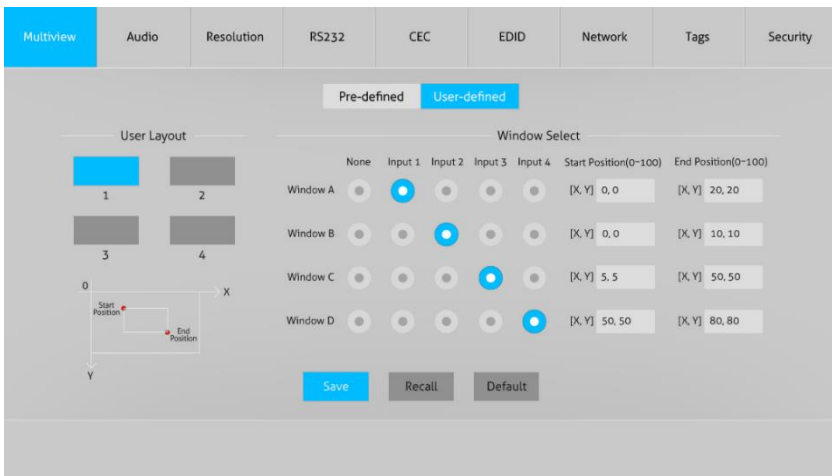 Multiview Audio Resolution RS232 CEC EDID Network Tags Security
Pre-defined User-defined
User Layout
1
2
3
4
0
X
Start
Position
End
Position
Y
Window Select
None Input 1 Input 2 Input 3 Input 4 Start Position(0~100) End Position(0~100)
Window A [X, Y] 0, 0 [X, Y] 20, 20
Window B [X, Y] 0, 0 [X, Y] 10, 10
Window C [X, Y] 5, 5 [X, Y] 50, 50
Window D [X, Y] 50, 50 [X, Y] 80, 80
Save Recall Default